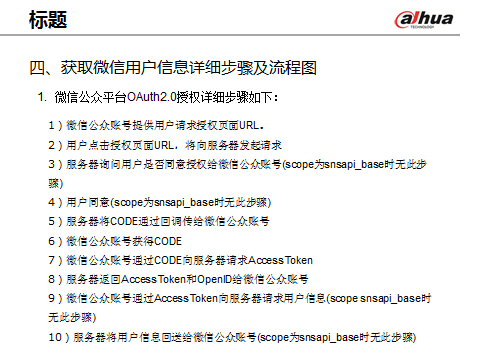 标题
alhua
TECHNOLOGY
四、获取微信用户信息详细步骤及流程图
1. 微信公众平台OAuth2.0授权详细步骤如下：
1）微信公众账号提供用户请求授权页面URL。
2）用户点击授权页面URL，将向服务器发起请求
3）服务器询问用户是否同意授权给微信公众账号(scope为snsapi_base时无此步
骤)
4）用户同意(scope为snsapi_base时无此步骤)
5）服务器将CODE通过回调传给微信公众账号
6）微信公众账号获得CODE
7）微信公众账号通过CODE向服务器请求AccessToken
8）服务器返回AccessToken和OpenID给微信公众账号
9）微信公众账号通过AccessToken向服务器请求用户信息(scope snsapi_base时
无此步骤)
10）服务器将用户信息回送给微信公众账号(scope为snsapi_base时无此步骤)